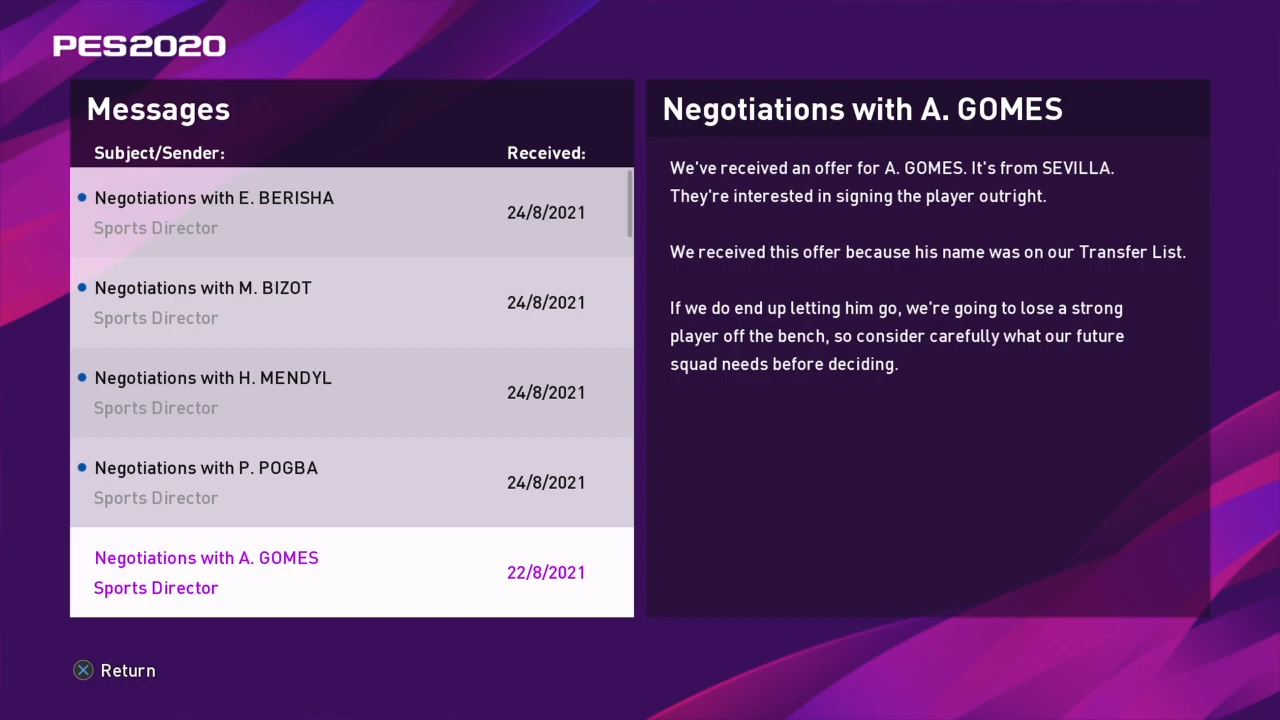 PES2020
Messages
Subject/Sender:
Received:
Negotiations with E. BERISHA
Sports Director
24/8/2021
Negotiations with M. BIZOT
Sports Director
24/8/2021
Negotiations with H. MENDYL
Sports Director
24/8/2021
Negotiations with P. POGBA
Sports Director
24/8/2021
Negotiations with A. GOMES
Sports Director
22/8/2021
Negotiations with A. GOMES
We've received an offer for A. GOMES. It's from SEVILLA.
They're interested in signing the player outright.
We received this offer because his name was on our Transfer List.
If we do end up letting him go, we're going to lose a strong
player off the bench, so consider carefully what our future
squad needs before deciding.
Return